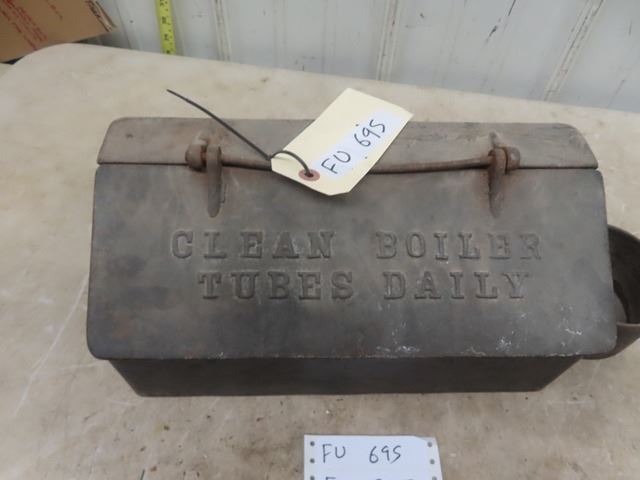 FU 695
CLEAN BOILER
TUBES DAILY
FU 695